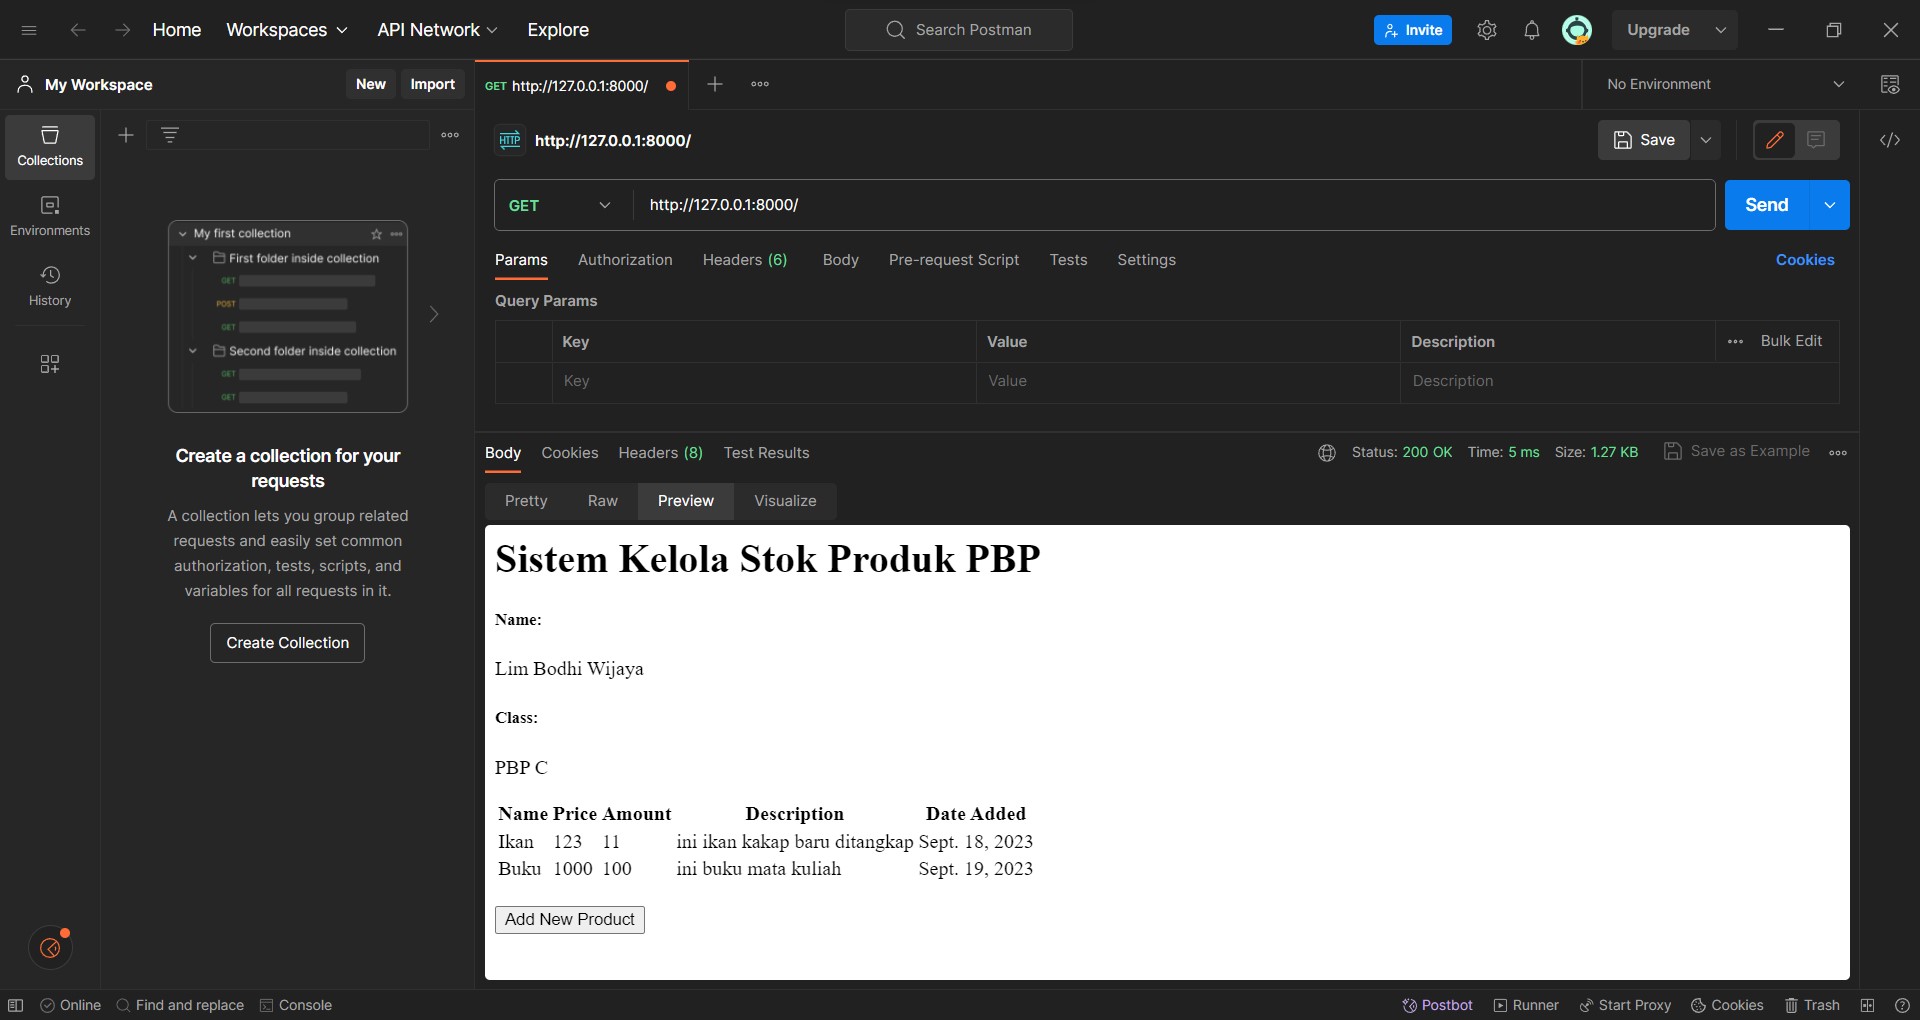 Home Workspaces API Network Explore Search Postman Invite Upgrade
My Workspace New Import GET http://127.0.0.1:8000/ No Environment
Collections
Environments
History
My first collection
First folder inside collection
GET
POST
GET
Second folder inside collection
GET
GET
Create a collection for your
requests
A collection lets you group related
requests and easily set common
authorization, tests, scripts, and
variables for all requests in it.
Create Collection
HTTP http://127.0.0.1:8000/ Save
GET http://127.0.0.1:8000/ Send
Params Authorization Headers (6) Body Pre-request Script Tests Settings Cookies
Query Params
Key Value Description Bulk Edit
Key Value Description
Body Cookies Headers (8) Test Results Status: 200 OK Time: 5 ms Size: 1.27 KB Save as Example
Pretty Raw Preview Visualize
Sistem Kelola Stok Produk PBP
Name:
Lim Bodhi Wijaya
Class:
PBP C
Name Price Amount Description Date Added
Ikan 123 11 ini ikan kakap baru ditangkap Sept. 18, 2023
Buku 1000 100 ini buku mata kuliah Sept. 19, 2023
Add New Product
Online Find and replace Console Postbot Runner Start Proxy Cookies Trash